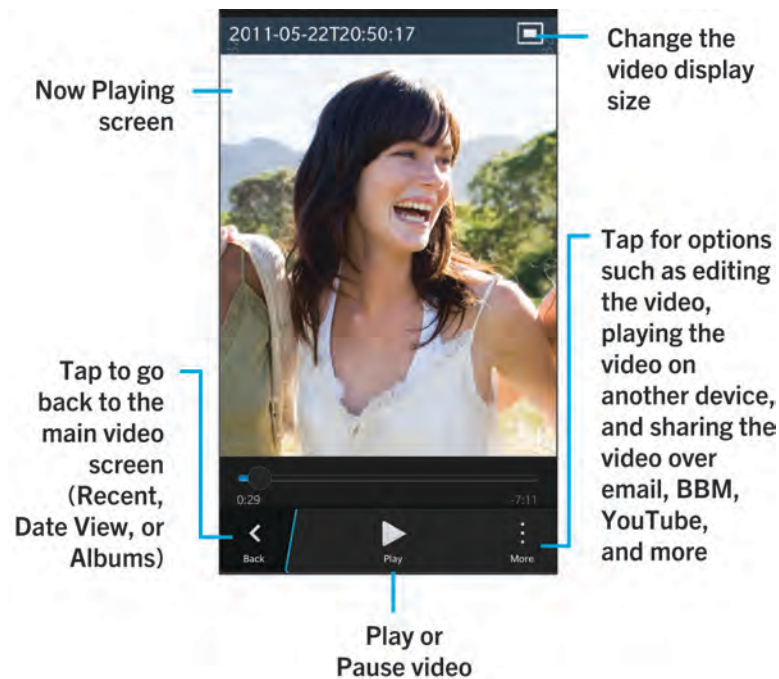 2011-05-22T20:50:17
Change the
video display
size
Now Playing
screen
Tap for options
such as editing
the video,
playing the
video on
another device,
and sharing the
video over
email, BBM,
YouTube,
and more
Tap to go
back to the
main video
screen
(Recent,
Date View, or
Albums)
0:29
-7:11
Back
Play
More
Play or
Pause video